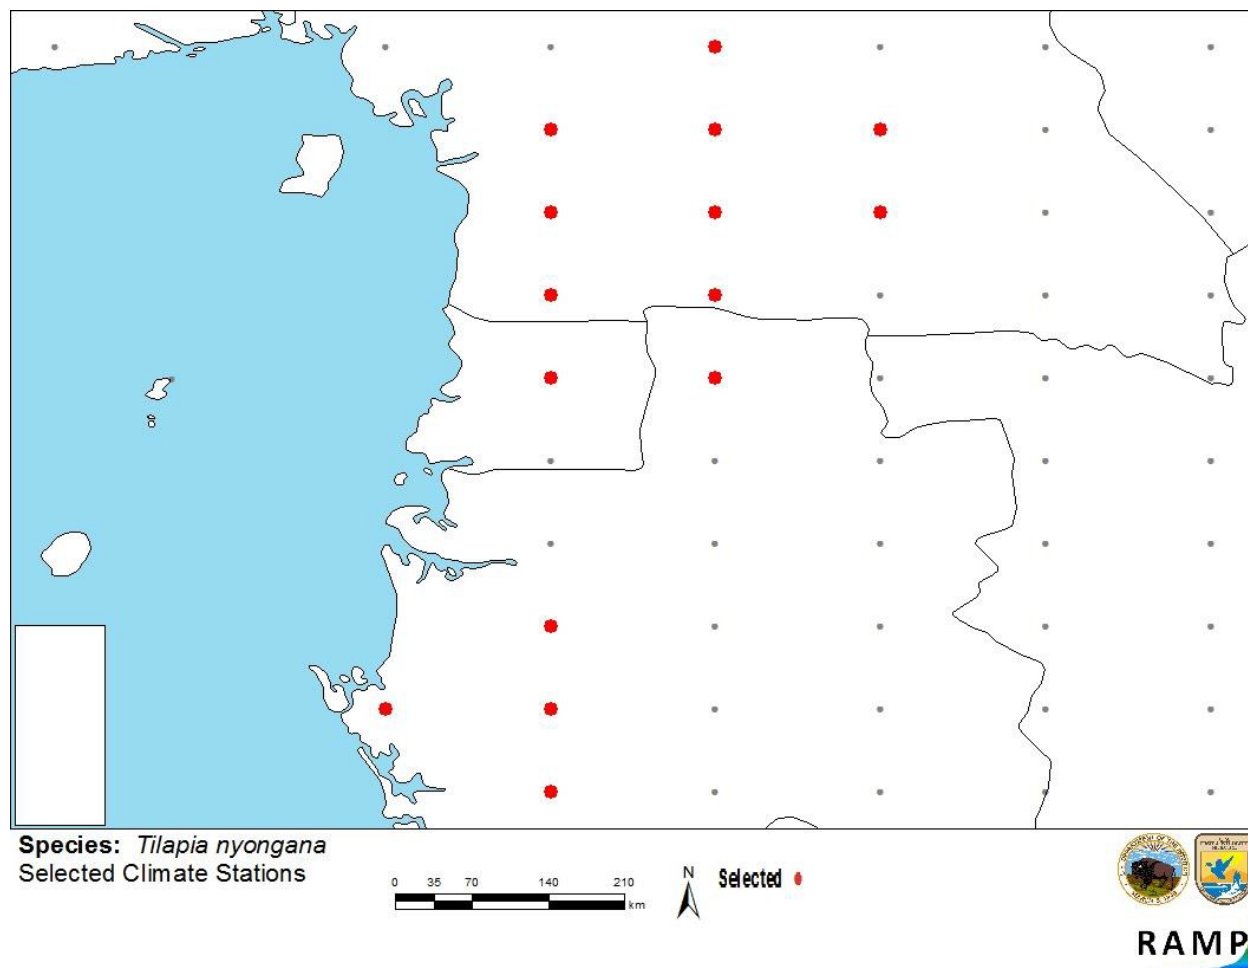 Species: Tilapia nyongana
Selected Climate Stations
0 35 70 140 210
km
N
Selected
RAMP